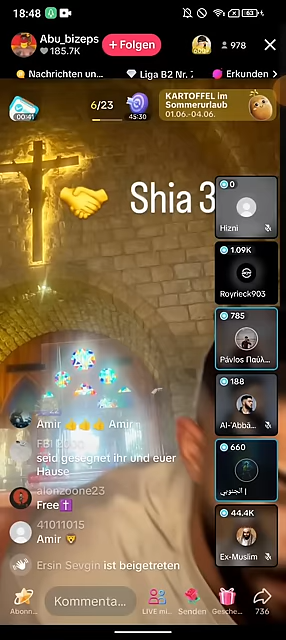 18:48
63
Abu_bizeps
185.7K
+ Folgen
978
Nachrichten un...
Liga B2 Nr.
Erkunden >
00:41
6/23
45:30
KARTOFFEL im
Sommerurlaub
01.06.-04.06.
Shia 3
0
Hizni
1.09K
Royrieck903
785
Pávlos Παύλ...
188
Al-'Abbā...
660
الجنوبي
44.4K
Ex-Muslim
Amir 👍👍👍 Amir
seid gesegnet ihr und euer
Hause
alonzoone23
Free✝️
41011015
Amir 🦁
Ersin Sevgin ist beigetreten
Abonn...
Kommenta...
LIVE mi...
Senden
Gesche...
736